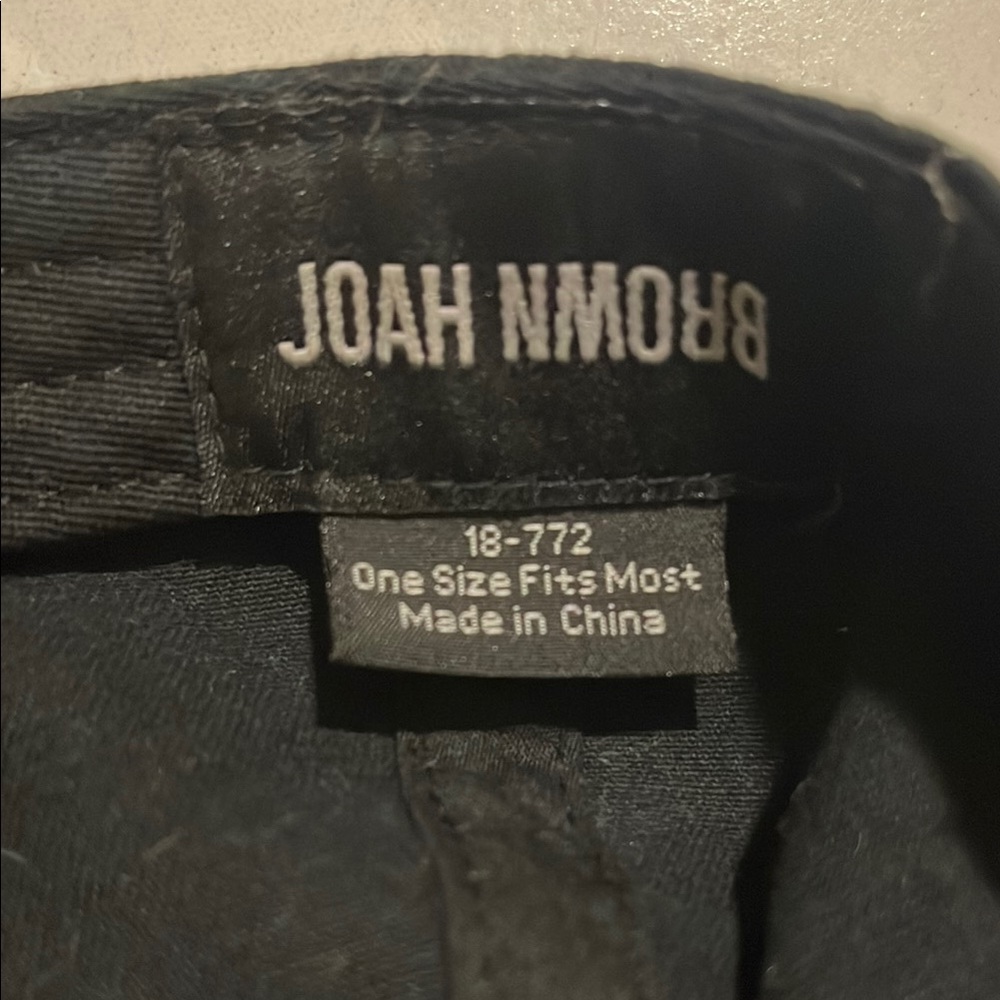 JOAH BROWN
18-772
One Size Fits Most
Made in China